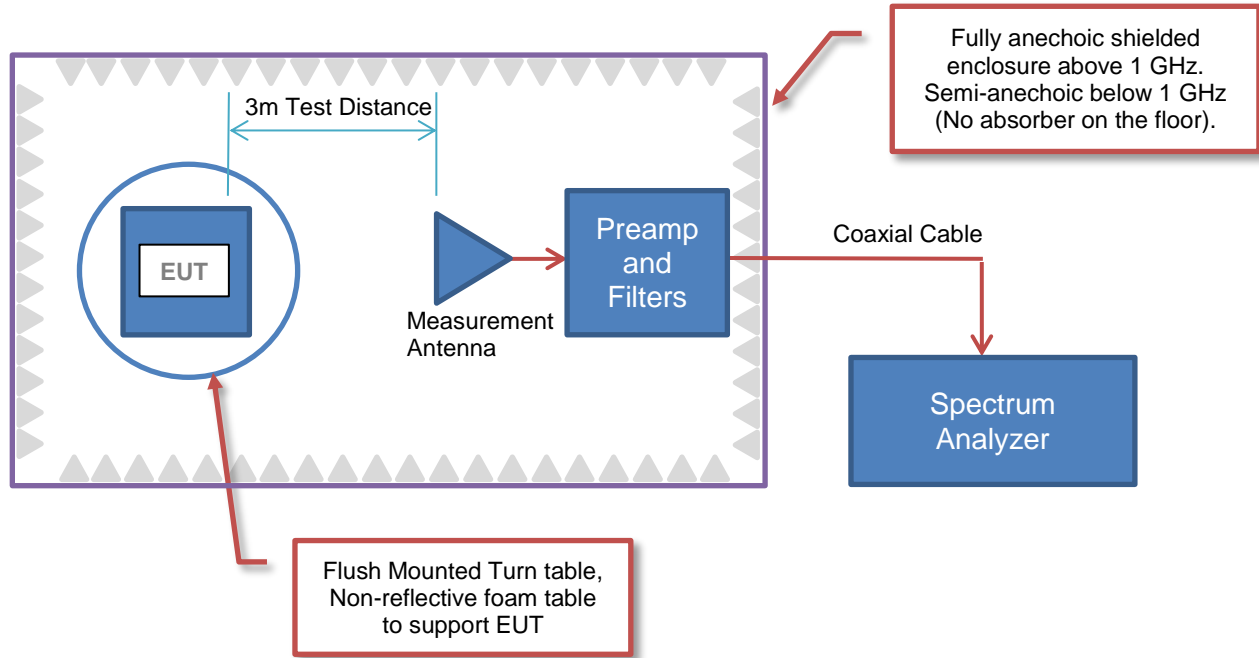 Fully anechoic shielded
enclosure above 1 GHz.
Semi-anechoic below 1 GHz
(No absorber on the floor).
3m Test Distance
EUT
Measurement
Antenna
Preamp
and
Filters
Coaxial Cable
Spectrum
Analyzer
Flush Mounted Turn table,
Non-reflective foam table
to support EUT